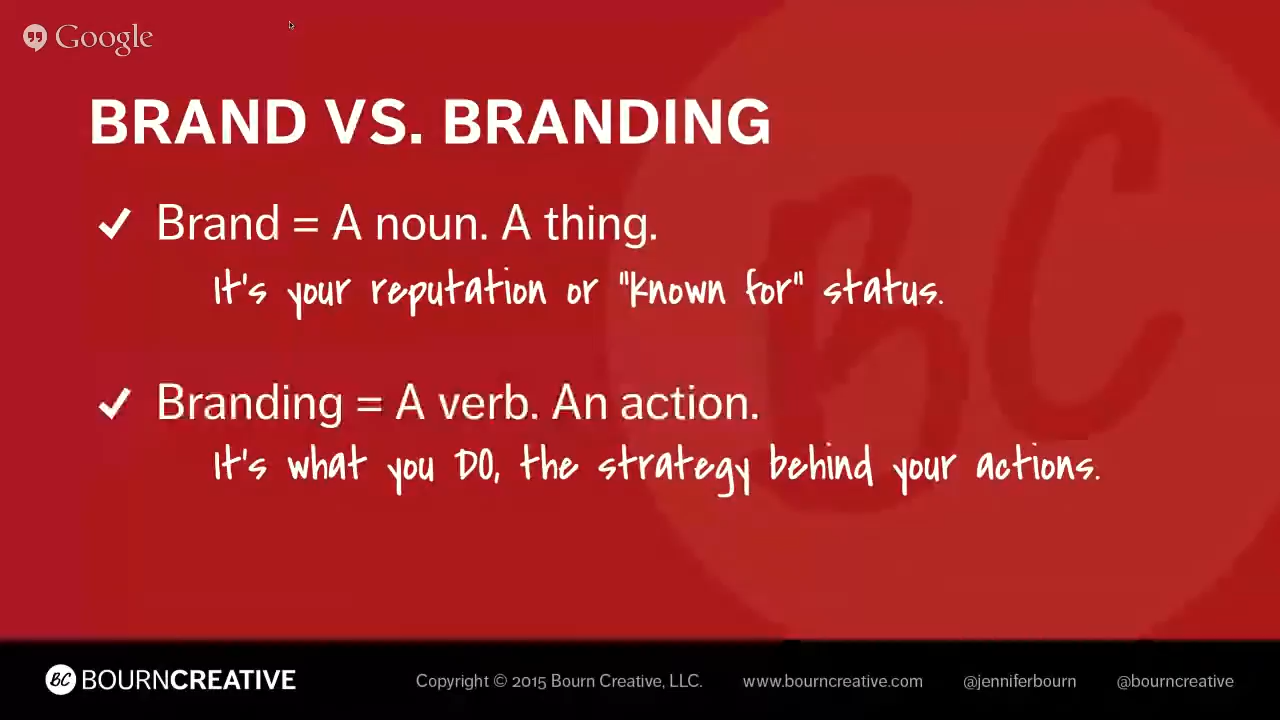 Google
BRAND VS. BRANDING
✔ Brand = A noun. A thing.
It's your reputation or "known for" status.
✔ Branding = A verb. An action.
It's what you DO, the strategy behind your actions.
BC
BC BOURNCREATIVE Copyright © 2015 Bourn Creative, LLC. www.bourncreative.com @jenniferbourn @bourncreative